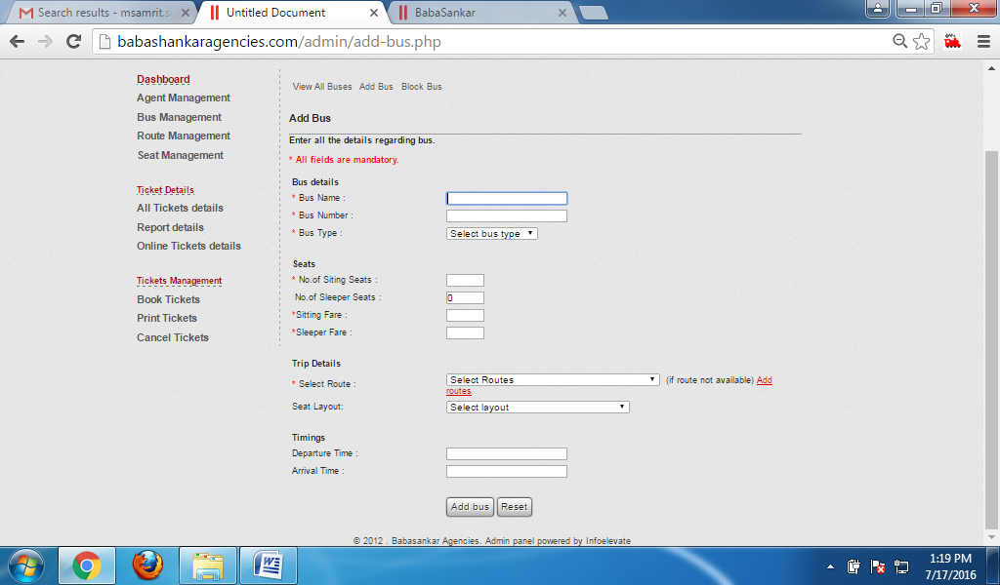 Search results - msamrit.s
Untitled Document
BabaSankar
babashankaragencies.com/admin/add-bus.php
Dashboard
Agent Management
Bus Management
Route Management
Seat Management
Ticket Details
All Tickets details
Report details
Online Tickets details
Tickets Management
Book Tickets
Print Tickets
Cancel Tickets
View All Buses Add Bus Block Bus
Add Bus
Enter all the details regarding bus.
* All fields are mandatory.
Bus details
* Bus Name :
* Bus Number :
* Bus Type : Select bus type
Seats
* No.of Siting Seats :
No.of Sleeper Seats : 0
*Sitting Fare :
*Sleeper Fare :
Trip Details
* Select Route : Select Routes (if route not available) Add
routes
Seat Layout: Select layout
Timings
Departure Time :
Arrival Time :
Add bus Reset
© 2012 . Babasankar Agencies. Admin panel powered by Infoelevate
1:19 PM
7/17/2016